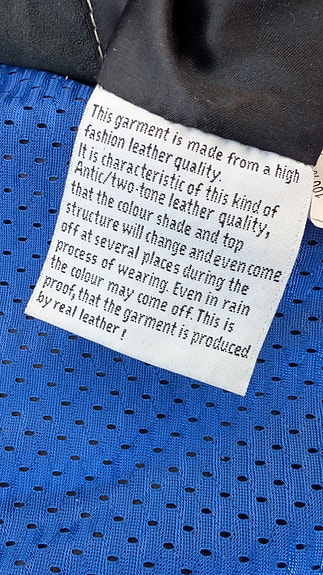 This garment is made from a high
fashion leather quality.
It is characteristic of this kind of
Antic/two-tone leather quality,
that the colour shade and top
structure will change and even come
off at several places during the
process of wearing. Even in rain
the colour may come off. This is
proof, that the garment is produced
by real leather!